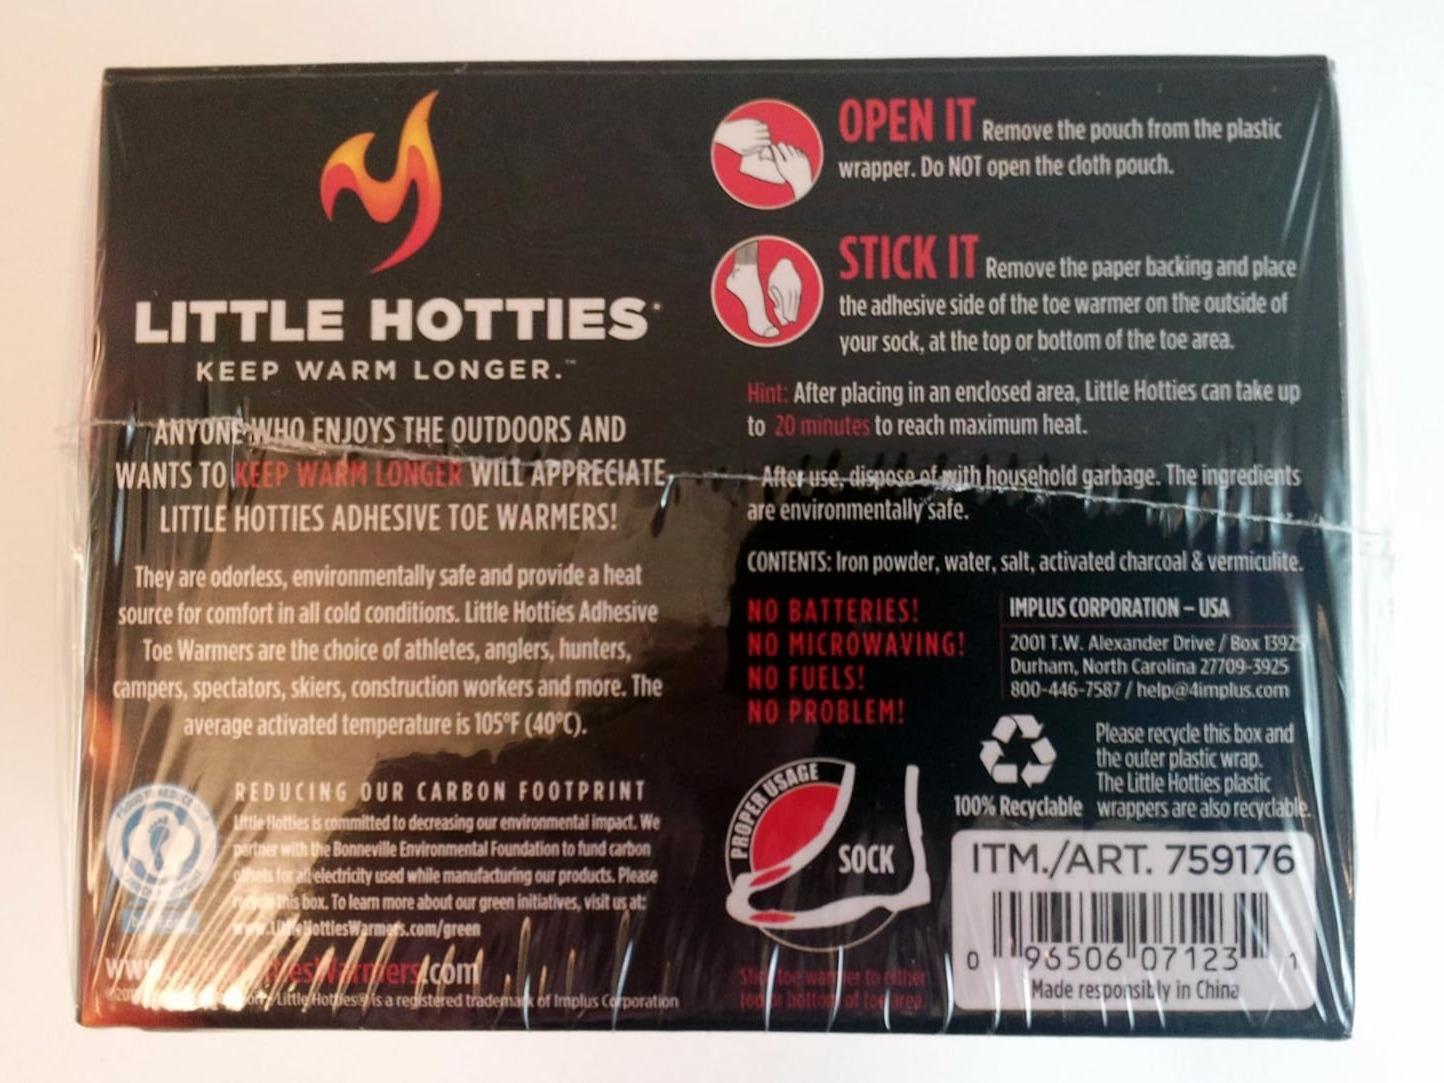 LITTLE HOTTIES
KEEP WARM LONGER.™
ANYONE WHO ENJOYS THE OUTDOORS AND
WANTS TO KEEP WARM LONGER WILL APPRECIATE
LITTLE HOTTIES ADHESIVE TOE WARMERS!
They are odorless, environmentally safe and provide a heat
source for comfort in all cold conditions. Little Hotties Adhesive
Toe Warmers are the choice of athletes, anglers, hunters,
campers, spectators, skiers, construction workers and more. The
average activated temperature is 105°F (40°C).
REDUCING OUR CARBON FOOTPRINT
Little Hotties is committed to decreasing our environmental impact. We
partner with the Bonneville Environmental Foundation to fund carbon
offsets for all electricity used while manufacturing our products. Please
recycle this box. To learn more about our green initiatives, visit us at:
www.LittleHottiesWarmers.com/green
Little Hotties® is a registered trademark of Implus Corporation
OPEN IT Remove the pouch from the plastic
wrapper. Do NOT open the cloth pouch.
STICK IT Remove the paper backing and place
the adhesive side of the toe warmer on the outside of
your sock, at the top or bottom of the toe area.
Hint: After placing in an enclosed area, Little Hotties can take up
to 20 minutes to reach maximum heat.
After use, dispose of with household garbage. The ingredients
are environmentally safe.
CONTENTS: Iron powder, water, salt, activated charcoal & vermiculite.
NO BATTERIES!
NO MICROWAVING!
NO FUELS!
NO PROBLEM!
IMPLUS CORPORATION – USA
2001 T.W. Alexander Drive / Box 13925
Durham, North Carolina 27709-3925
800-446-7587 / help@4implus.com
Please recycle this box and
the outer plastic wrap.
The Little Hotties plastic
wrappers are also recyclable.
100% Recyclable
PROPER USAGE
SOCK
Stick toe warmer to either
top or bottom of toe area.
ITM./ART. 759176
0 96506 07123 1
Made responsibly in China